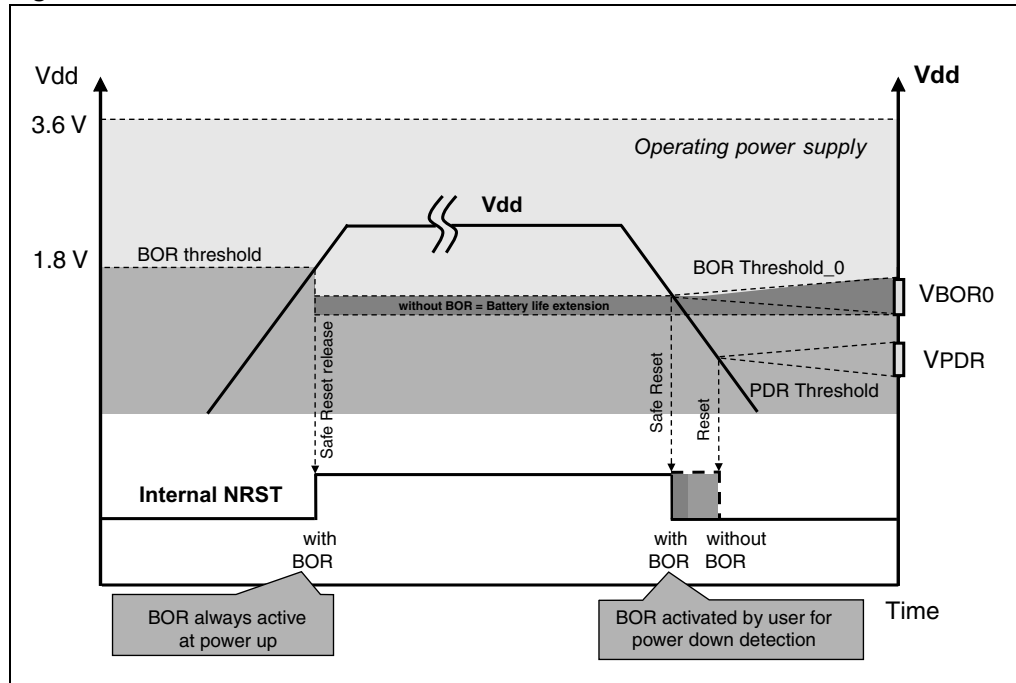 Vdd
Vdd
3.6 V
Operating power supply
Vdd
1.8 V
BOR threshold
BOR Threshold_0
VBOR0
without BOR = Battery life extension
VPDR
PDR Threshold
Safe Reset release
Safe Reset
Reset
Internal NRST
with
BOR
with
BOR
without
BOR
Time
BOR always active
at power up
BOR activated by user for
power down detection